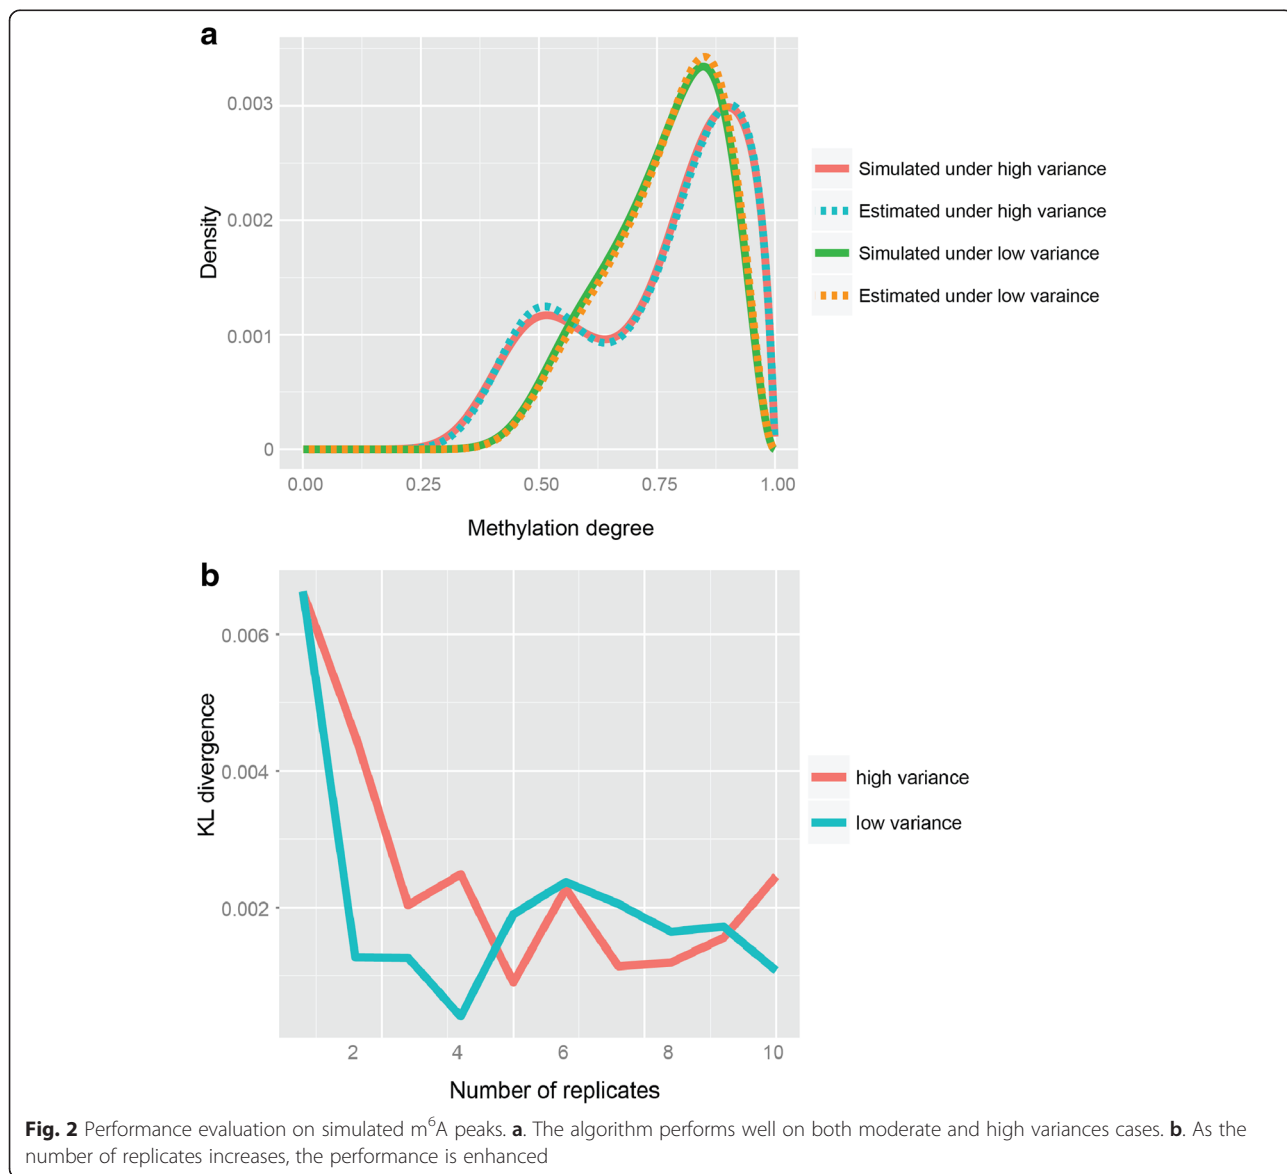 a
0.003
0.002
0.001
0
Density
0.00 0.25 0.50 0.75 1.00
Methylation degree
Simulated under high variance
Estimated under high variance
Simulated under low variance
Estimated under low varaince
b
0.006
0.004
0.002
KL divergence
2 4 6 8 10
Number of replicates
high variance
low variance
Fig. 2 Performance evaluation on simulated m⁶A peaks. a. The algorithm performs well on both moderate and high variances cases. b. As the
number of replicates increases, the performance is enhanced